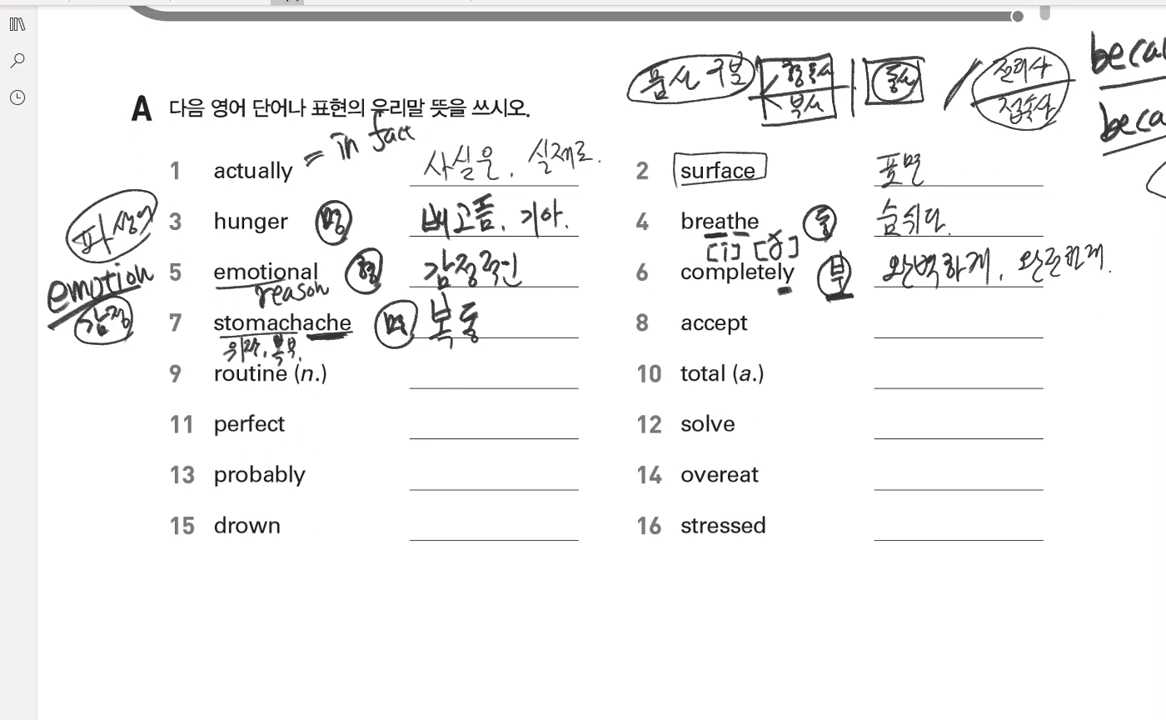 품사 구분 형용사 부사 동사 전치사 접속사
beca
beca
A 다음 영어 단어나 표현의 우리말 뜻을 쓰시오.
1 actually = in fact 사실은, 실제로.
2 surface 표면
파생어
3 hunger 명 배고픔, 기아.
4 breathe 동 숨쉬다.
[i] [ð]
emotion
감정
5 emotional 형 감정적인
reason
6 completely 부 완벽하게, 완전하게.
7 stomachache 명 복통
위장, 복부.
8 accept
9 routine (n.)
10 total (a.)
11 perfect
12 solve
13 probably
14 overeat
15 drown
16 stressed